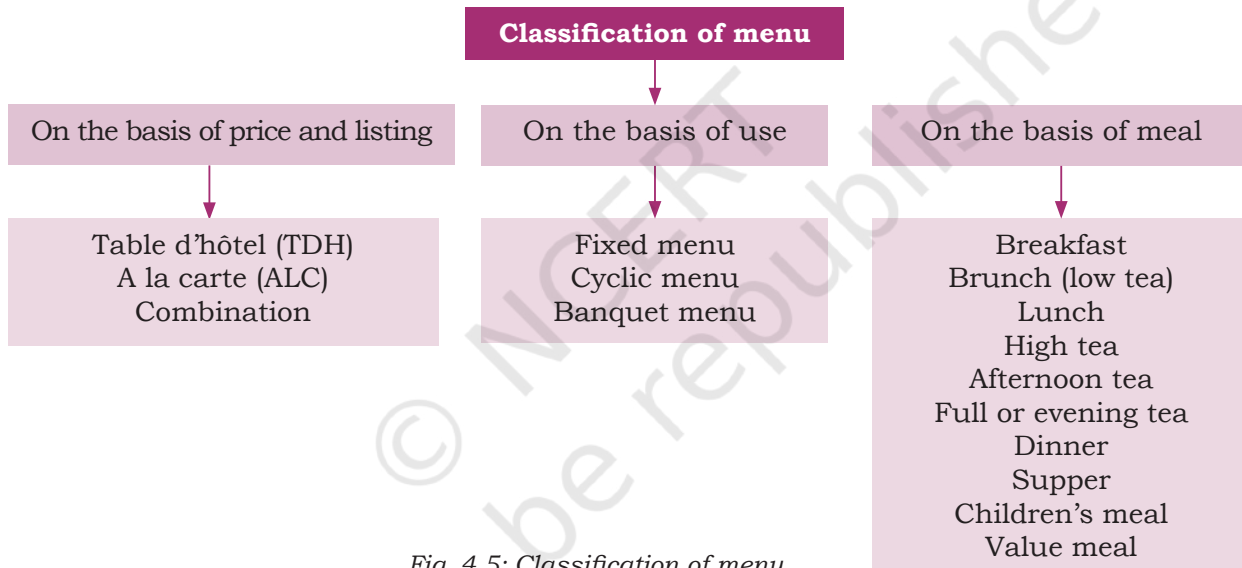 Classification of menu
On the basis of price and listing
Table d'hôtel (TDH)
A la carte (ALC)
Combination
On the basis of use
Fixed menu
Cyclic menu
Banquet menu
On the basis of meal
Breakfast
Brunch (low tea)
Lunch
High tea
Afternoon tea
Full or evening tea
Dinner
Supper
Children's meal
Value meal
Fig. 4.5: Classification of menu
© NCERT
be republishe